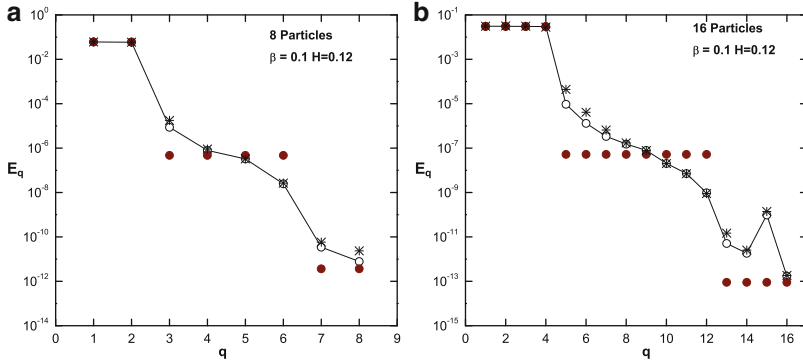 a
8 Particles
β = 0.1 H=0.12
10^0
10^-2
10^-4
10^-6
10^-8
10^-10
10^-12
10^-14
E_q
0 1 2 3 4 5 6 7 8 9
q
b
16 Particles
β = 0.1 H=0.12
10^-1
10^-3
10^-5
10^-7
10^-9
10^-11
10^-13
10^-15
E_q
0 2 4 6 8 10 12 14 16
q